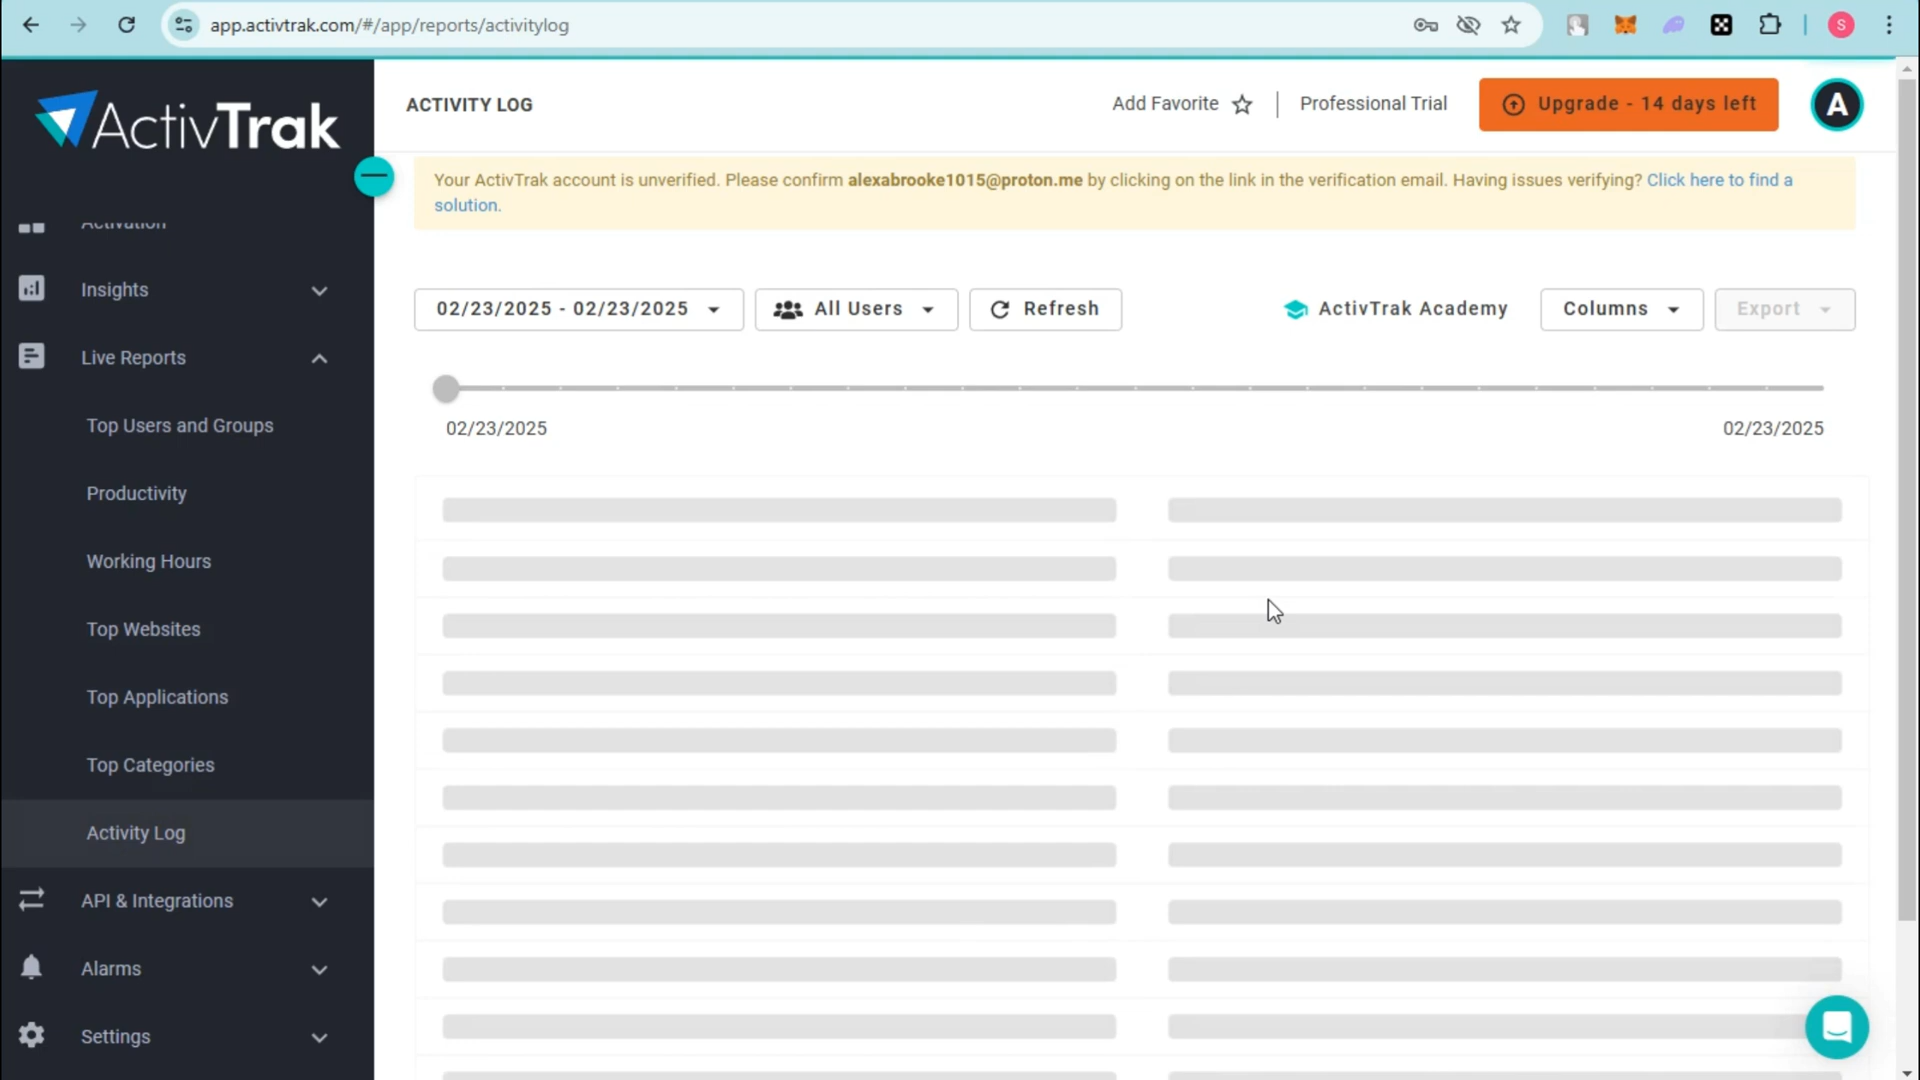 app.activtrak.com/#/app/reports/activitylog
S
ActivTrak
ACTIVITY LOG
Add Favorite
Professional Trial
Upgrade - 14 days left
A
Your ActivTrak account is unverified. Please confirm alexabrooke1015@proton.me by clicking on the link in the verification email. Having issues verifying? Click here to find a
solution.
Activation
Insights
Live Reports
Top Users and Groups
Productivity
Working Hours
Top Websites
Top Applications
Top Categories
Activity Log
API & Integrations
Alarms
Settings
02/23/2025 - 02/23/2025
All Users
Refresh
ActivTrak Academy
Columns
Export
02/23/2025
02/23/2025